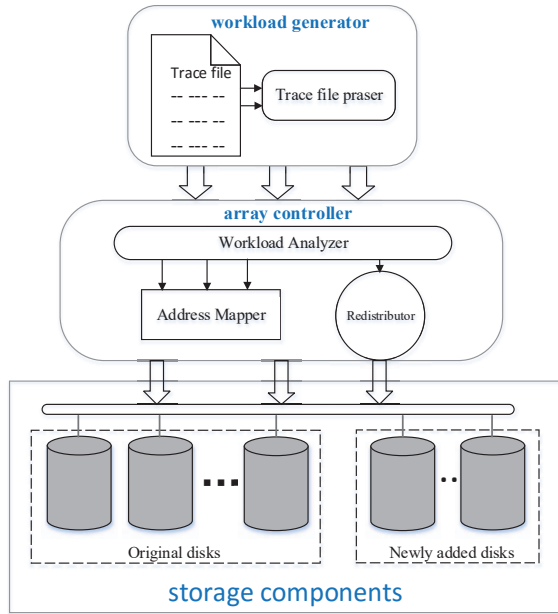 workload generator
Trace file
Trace file praser
array controller
Workload Analyzer
Address Mapper
Redistributor
Original disks
Newly added disks
storage components